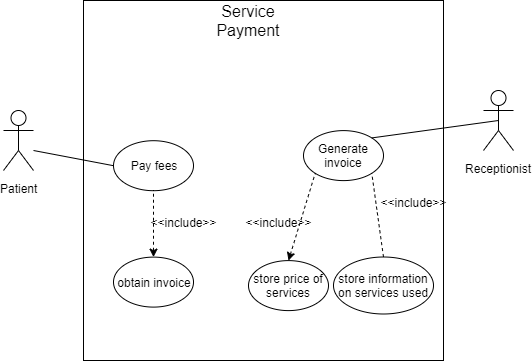 Service
Payment
Patient
Pay fees
<<include>>
obtain invoice
Generate
invoice
Receptionist
<<include>>
<<include>>
store price of
services
store information
on services used